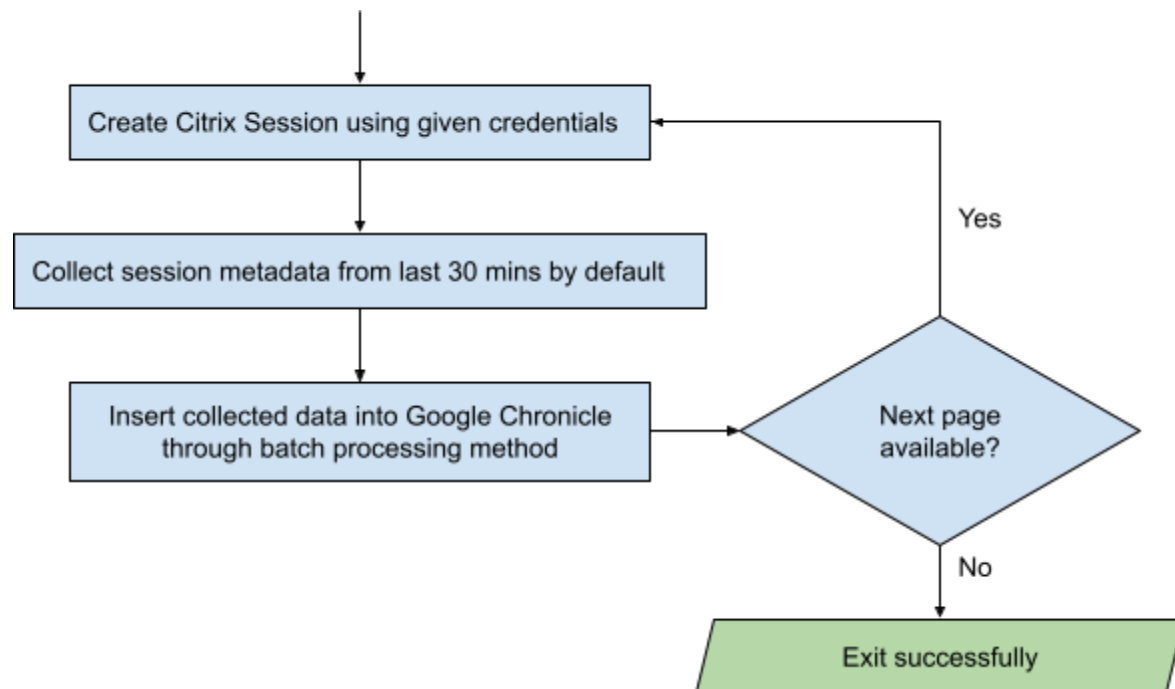 Create Citrix Session using given credentials
Yes
Collect session metadata from last 30 mins by default
Insert collected data into Google Chronicle
through batch processing method
Next page
available?
No
Exit successfully